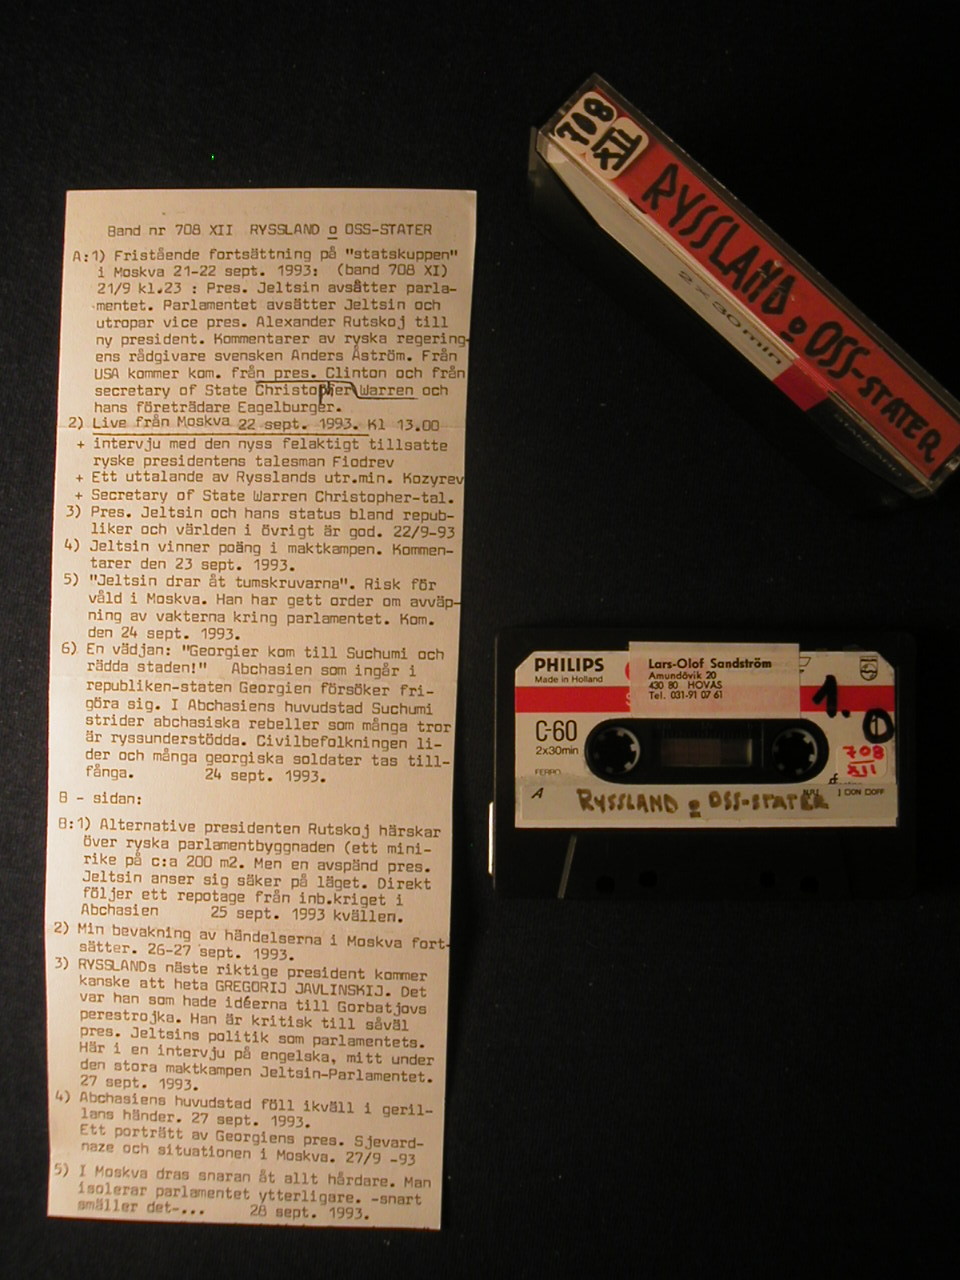 Band nr 708 XII RYSSLAND o OSS-STATER
A:1) Fristående fortsättning på "statskuppen"
i Moskva 21-22 sept. 1993: (band 708 XI)
21/9 kl.23 : Pres. Jeltsin avsätter parla-
mentet. Parlamentet avsätter Jeltsin och
utropar vice pres. Alexander Rutskoj till
ny president. Kommentarer av ryska regering-
ens rådgivare svensken Anders Åström. Från
USA kommer kom. från pres. Clinton och från
secretary of State Christopher Warren och
hans företrädare Eagelburger.
2) Live från Moskva 22 sept. 1993. Kl 13.00
+ intervju med den nyss felaktigt tillsatte
ryske presidentens talesman Fiodrev
+ Ett uttalande av Rysslands utr.min. Kozyrev
+ Secretary of State Warren Christopher-tal.
3) Pres. Jeltsin och hans status bland repub-
liker och världen i övrigt är god. 22/9-93
4) Jeltsin vinner poäng i maktkampen. Kommen-
tarer den 23 sept. 1993.
5) "Jeltsin drar åt tumskruvarna". Risk för
våld i Moskva. Han har gett order om avväp-
ning av vakterna kring parlamentet. Kom.
den 24 sept. 1993.
6) En vädjan: "Georgier kom till Suchumi och
rädda staden!" Abchasien som ingår i
republiken-staten Georgien försöker fri-
göra sig. I Abchasiens huvudstad Suchumi
strider abchasiska rebeller som många tror
är ryssunderstödda. Civilbefolkningen li-
der och många georgiska soldater tas till-
fånga. 24 sept. 1993.
B - sidan:
B:1) Alternative presidenten Rutskoj härskar
över ryska parlamentbyggnaden (ett mini-
rike på c:a 200 m2. Men en avspänd pres.
Jeltsin anser sig säker på läget. Direkt
följer ett repotage från inb.kriget i
Abchasien 25 sept. 1993 kvällen.
2) Min bevakning av händelserna i Moskva fort-
sätter. 26-27 sept. 1993.
3) RYSSLANDs näste riktige president kommer
kanske att heta GREGORIJ JAVLINSKIJ. Det
var han som hade idéerna till Gorbatjovs
perestrojka. Han är kritisk till såväl
pres. Jeltsins politik som parlamentets.
Här i en intervju på engelska, mitt under
den stora maktkampen Jeltsin-Parlamentet.
27 sept. 1993.
4) Abchasiens huvudstad föll ikväll i geril-
lans händer. 27 sept. 1993.
Ett porträtt av Georgiens pres. Sjevard-
naze och situationen i Moskva. 27/9 -93
5) I Moskva dras snaran åt allt hårdare. Man
isolerar parlamentet ytterligare. -snart
smäller det-... 28 sept. 1993.
708
XII
RYSSLAND o OSS-STATER
2 x 30 min
STANDARD
PHILIPS
Made in Holland
Lars-Olof Sandström
Amundövik 20
430 80 HOVÅS
Tel. 031-91 07 61
1.
C-60
2x30min
FERRO
708
XII
A
RYSSLAND o OSS-STATER
ON OFF